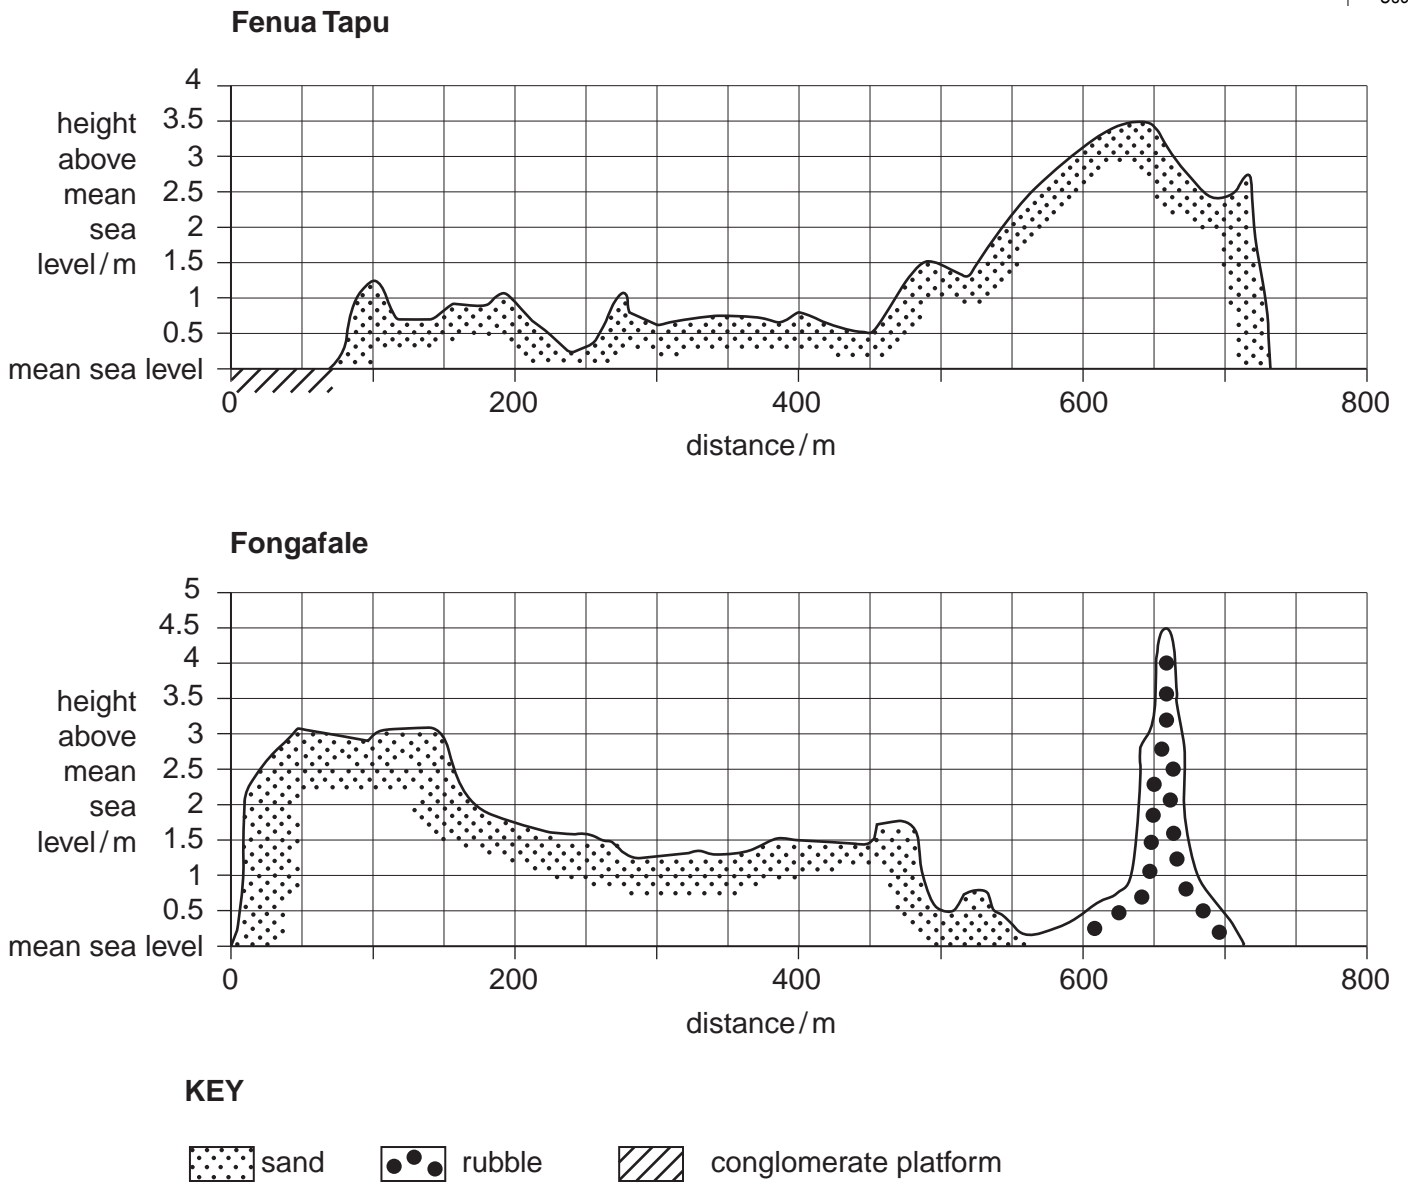 Fenua Tapu
4
3.5
3
2.5
2
1.5
1
0.5
height
above
mean
sea
level/m
mean sea level
0 200 400 600 800
distance/m
Fongafale
5
4.5
4
3.5
3
2.5
2
1.5
1
0.5
height
above
mean
sea
level/m
mean sea level
0 200 400 600 800
distance/m
KEY
sand rubble conglomerate platform